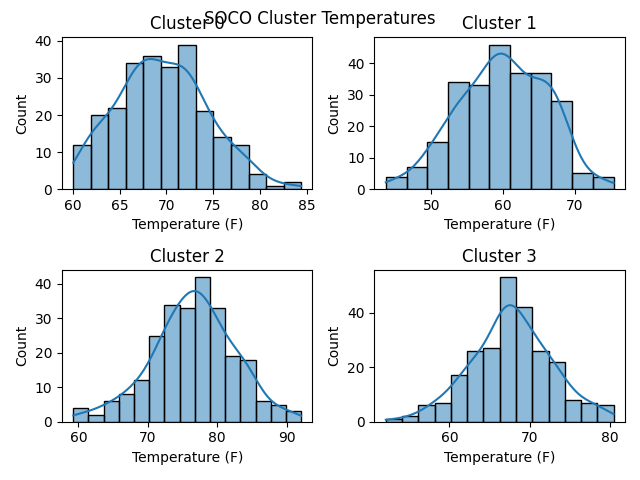 SOCO Cluster Temperatures
Cluster 0
Cluster 1
40
30
20
10
0
Count
60 65 70 75 80 85
Temperature (F)
40
30
20
10
0
Count
50 60 70
Temperature (F)
Cluster 2
Cluster 3
40
30
20
10
0
Count
60 70 80 90
Temperature (F)
40
20
0
Count
60 70 80
Temperature (F)